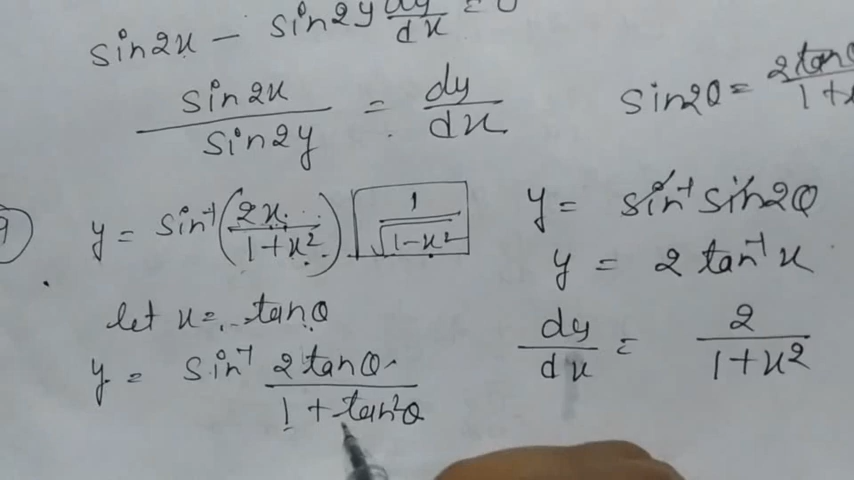 sin2x - sin2y dy/dx = 0
sin2x/sin2y = dy/dx
sin2θ = 2tanθ/1+
9
y = sin⁻¹(2x/1+x²) 1/√1-x²
let x = tanθ
y = sin⁻¹ 2tanθ/1+tan²θ
y = sin⁻¹ sin2θ
y = 2 tan⁻¹ x
dy/dx = 2/1+x²